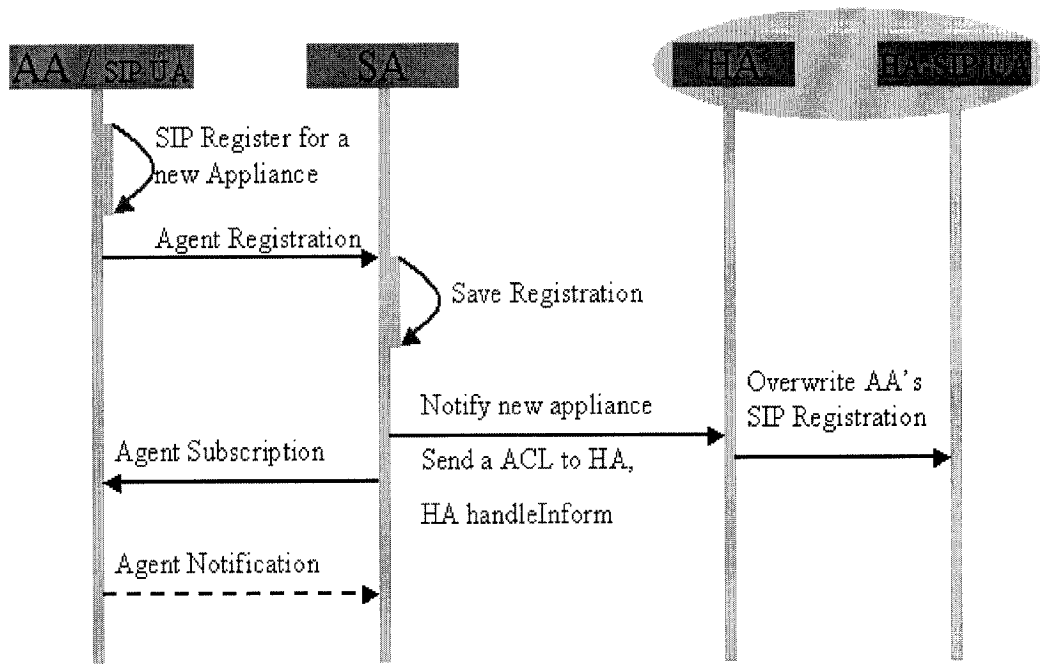 AA / SIP UA
SA
HA
HA-SIP/UA
SIP Register for a
new Appliance
Agent Registration
Save Registration
Overwrite AA's
SIP Registration
Notify new appliance
Agent Subscription
Send a ACL to HA,
HA handleInform
Agent Notification